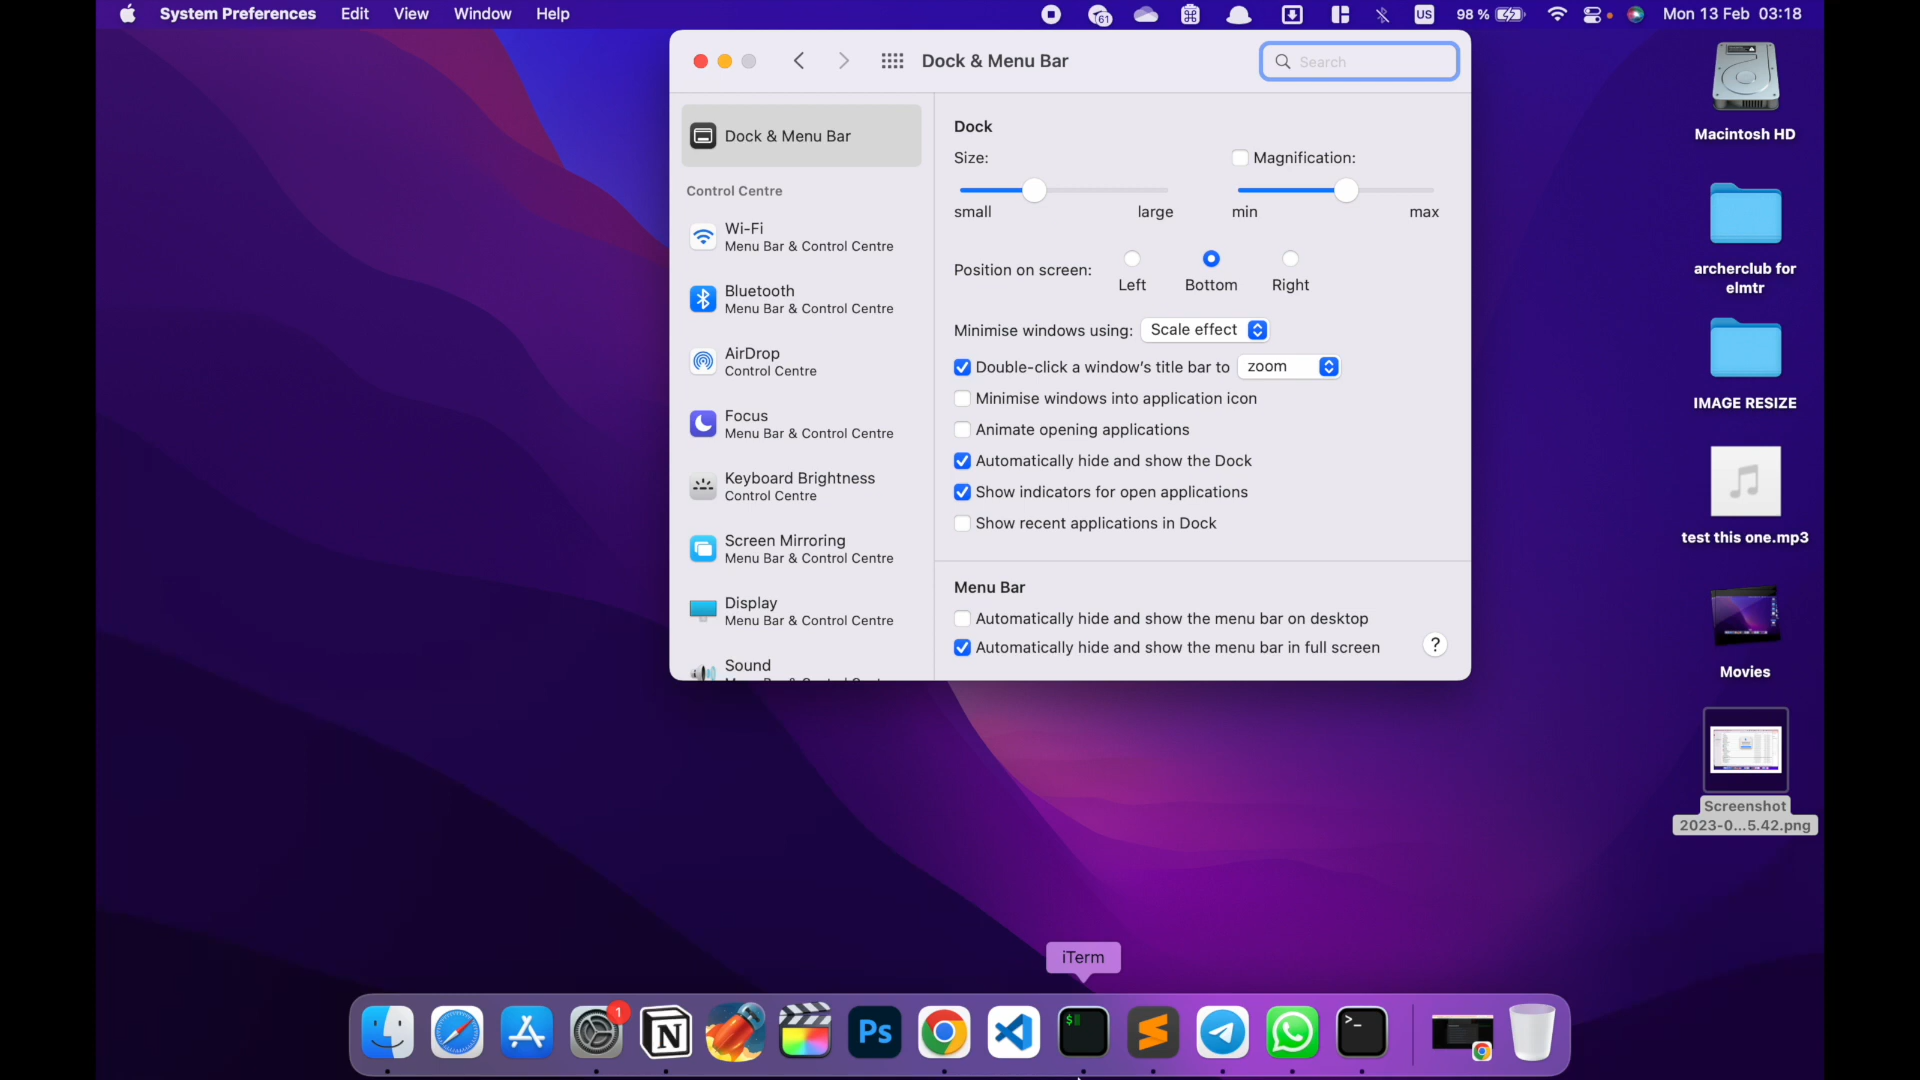 System Preferences Edit View Window Help
61
US
98 %
Mon 13 Feb 03:18
Dock & Menu Bar
Search
Dock & Menu Bar
Control Centre
Wi-Fi
Menu Bar & Control Centre
Bluetooth
Menu Bar & Control Centre
AirDrop
Control Centre
Focus
Menu Bar & Control Centre
Keyboard Brightness
Control Centre
Screen Mirroring
Menu Bar & Control Centre
Display
Menu Bar & Control Centre
Sound
Dock
Size:
Magnification:
small large
min max
Position on screen:
Left Bottom Right
Minimise windows using: Scale effect
Double-click a window's title bar to zoom
Minimise windows into application icon
Animate opening applications
Automatically hide and show the Dock
Show indicators for open applications
Show recent applications in Dock
Menu Bar
Automatically hide and show the menu bar on desktop
Automatically hide and show the menu bar in full screen
?
Macintosh HD
archerclub for
elmtr
IMAGE RESIZE
test this one.mp3
Movies
Screenshot
2023-0...5.42.png
iTerm
1
N
Ps
$
>_